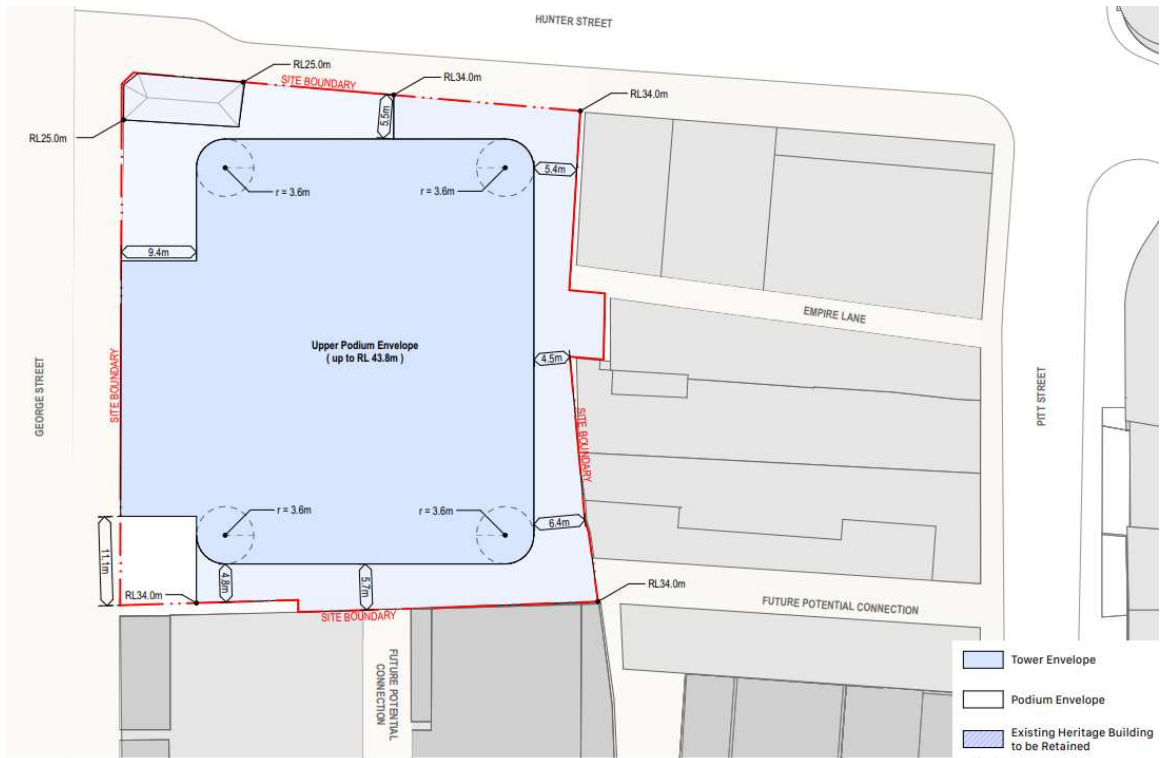 HUNTER STREET
RL25.0m
SITE BOUNDARY
RL34.0m
RL34.0m
5.5m
RL25.0m
5.4m
r = 3.6m
r = 3.6m
9.4m
EMPIRE LANE
Upper Podium Envelope
( up to RL 43.8m )
4.5m
GEORGE STREET
SITE BOUNDARY
PITT STREET
SITE BOUNDARY
r = 3.6m
r = 3.6m
6.4m
11.1m
4.8m
5.7m
RL34.0m
RL34.0m
SITE BOUNDARY
FUTURE POTENTIAL CONNECTION
FUTURE POTENTIAL
CONNECTION
Tower Envelope
Podium Envelope
Existing Heritage Building
to be Retained